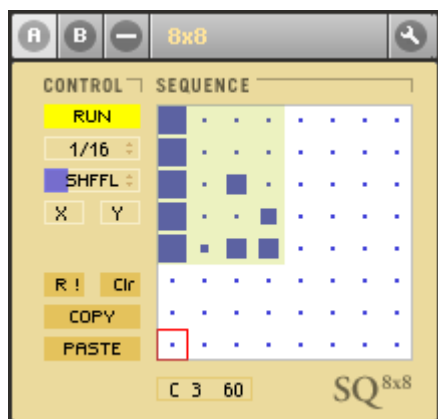 A B 8x8
CONTROL SEQUENCE
RUN
1/16
SHFFL
X Y
R ! Clr
COPY
PASTE
C 3 60
SQ8x8